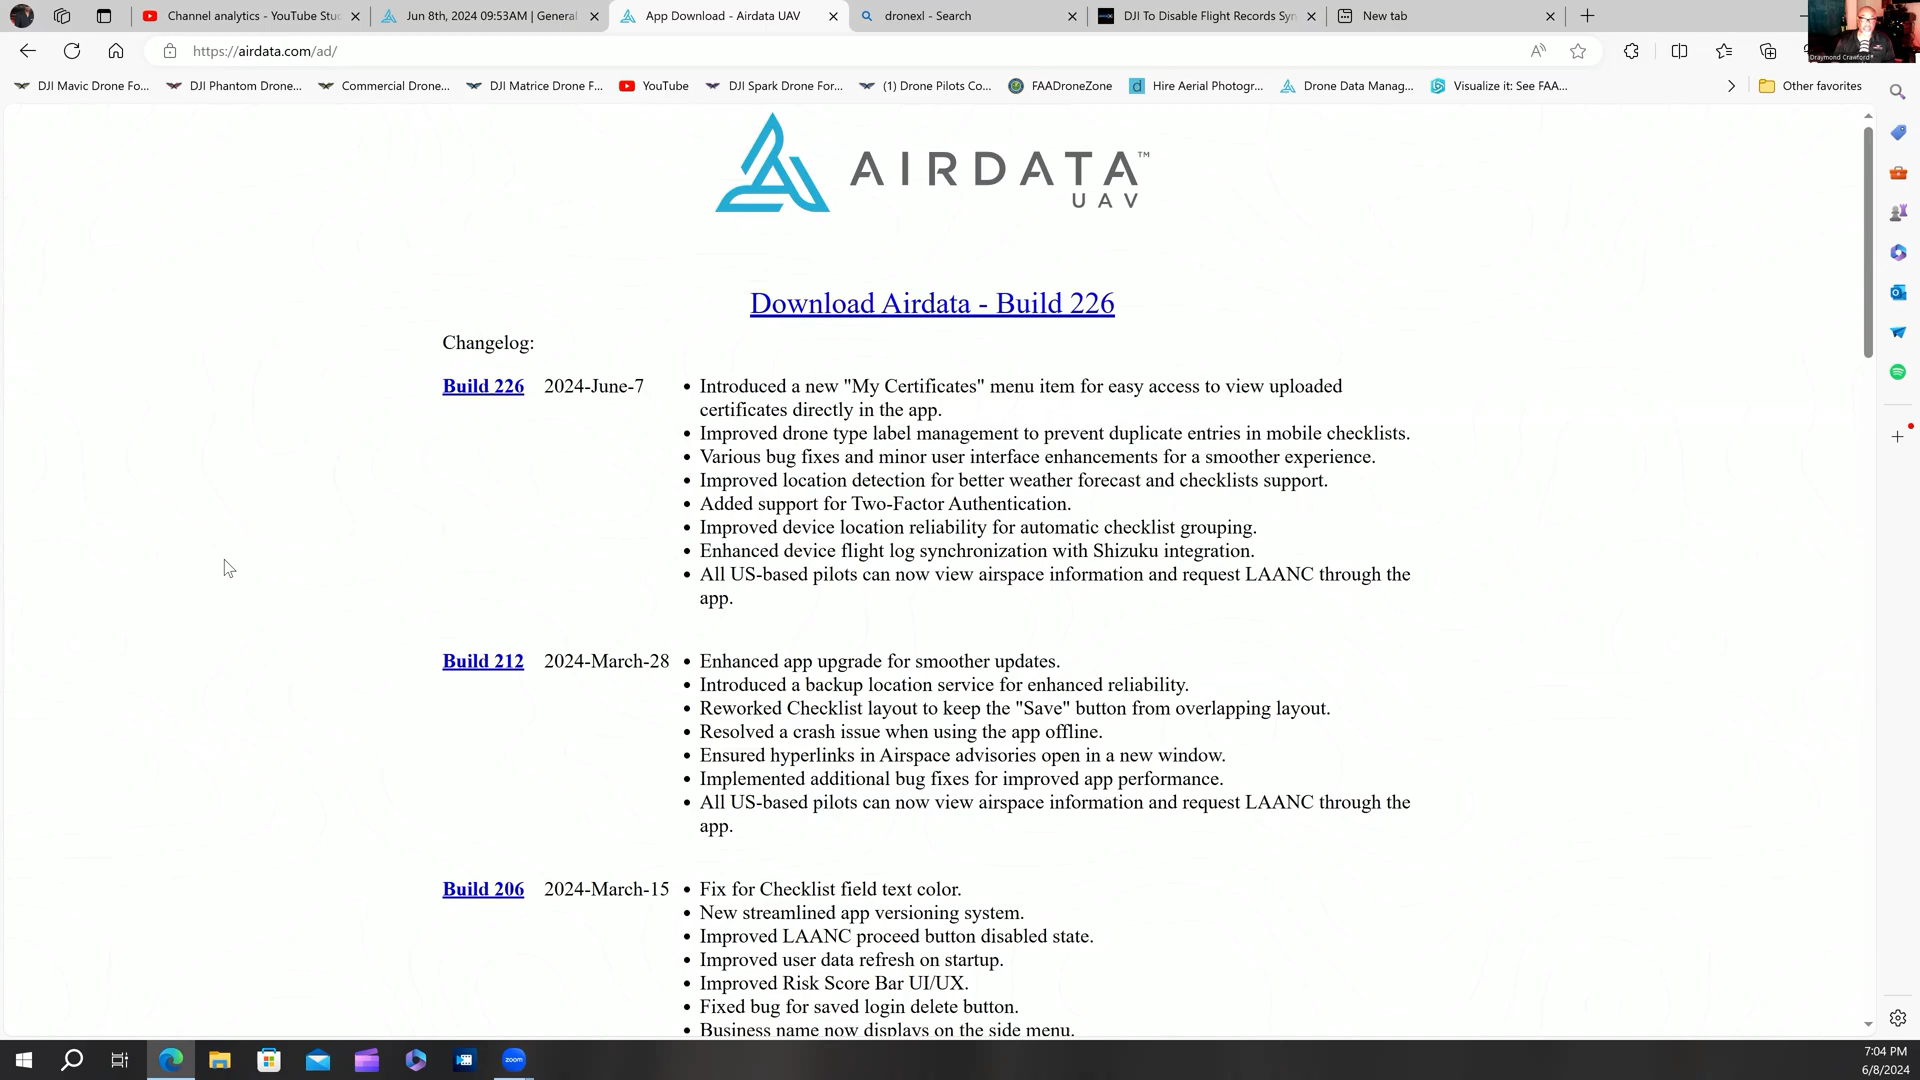 Channel analytics - YouTube Stu
Jun 8th, 2024 09:53AM | General
App Download - Airdata UAV
dronexl - Search
DJI To Disable Flight Records Syn
New tab
https://airdata.com/ad/
Draymond Crawford
DJI Mavic Drone Fo...
DJI Phantom Drone...
Commercial Drone...
DJI Matrice Drone F...
YouTube
DJI Spark Drone For...
(1) Drone Pilots Co...
FAADroneZone
Hire Aerial Photogr...
Drone Data Manag...
Visualize it: See FAA...
Other favorites
AIRDATA™
UAV
Download Airdata - Build 226
Changelog:
Build 226 2024-June-7
• Introduced a new "My Certificates" menu item for easy access to view uploaded
certificates directly in the app.
• Improved drone type label management to prevent duplicate entries in mobile checklists.
• Various bug fixes and minor user interface enhancements for a smoother experience.
• Improved location detection for better weather forecast and checklists support.
• Added support for Two-Factor Authentication.
• Improved device location reliability for automatic checklist grouping.
• Enhanced device flight log synchronization with Shizuku integration.
• All US-based pilots can now view airspace information and request LAANC through the
app.
Build 212 2024-March-28
• Enhanced app upgrade for smoother updates.
• Introduced a backup location service for enhanced reliability.
• Reworked Checklist layout to keep the "Save" button from overlapping layout.
• Resolved a crash issue when using the app offline.
• Ensured hyperlinks in Airspace advisories open in a new window.
• Implemented additional bug fixes for improved app performance.
• All US-based pilots can now view airspace information and request LAANC through the
app.
Build 206 2024-March-15
• Fix for Checklist field text color.
• New streamlined app versioning system.
• Improved LAANC proceed button disabled state.
• Improved user data refresh on startup.
• Improved Risk Score Bar UI/UX.
• Fixed bug for saved login delete button.
• Business name now displays on the side menu.
zoom
7:04 PM
6/8/2024